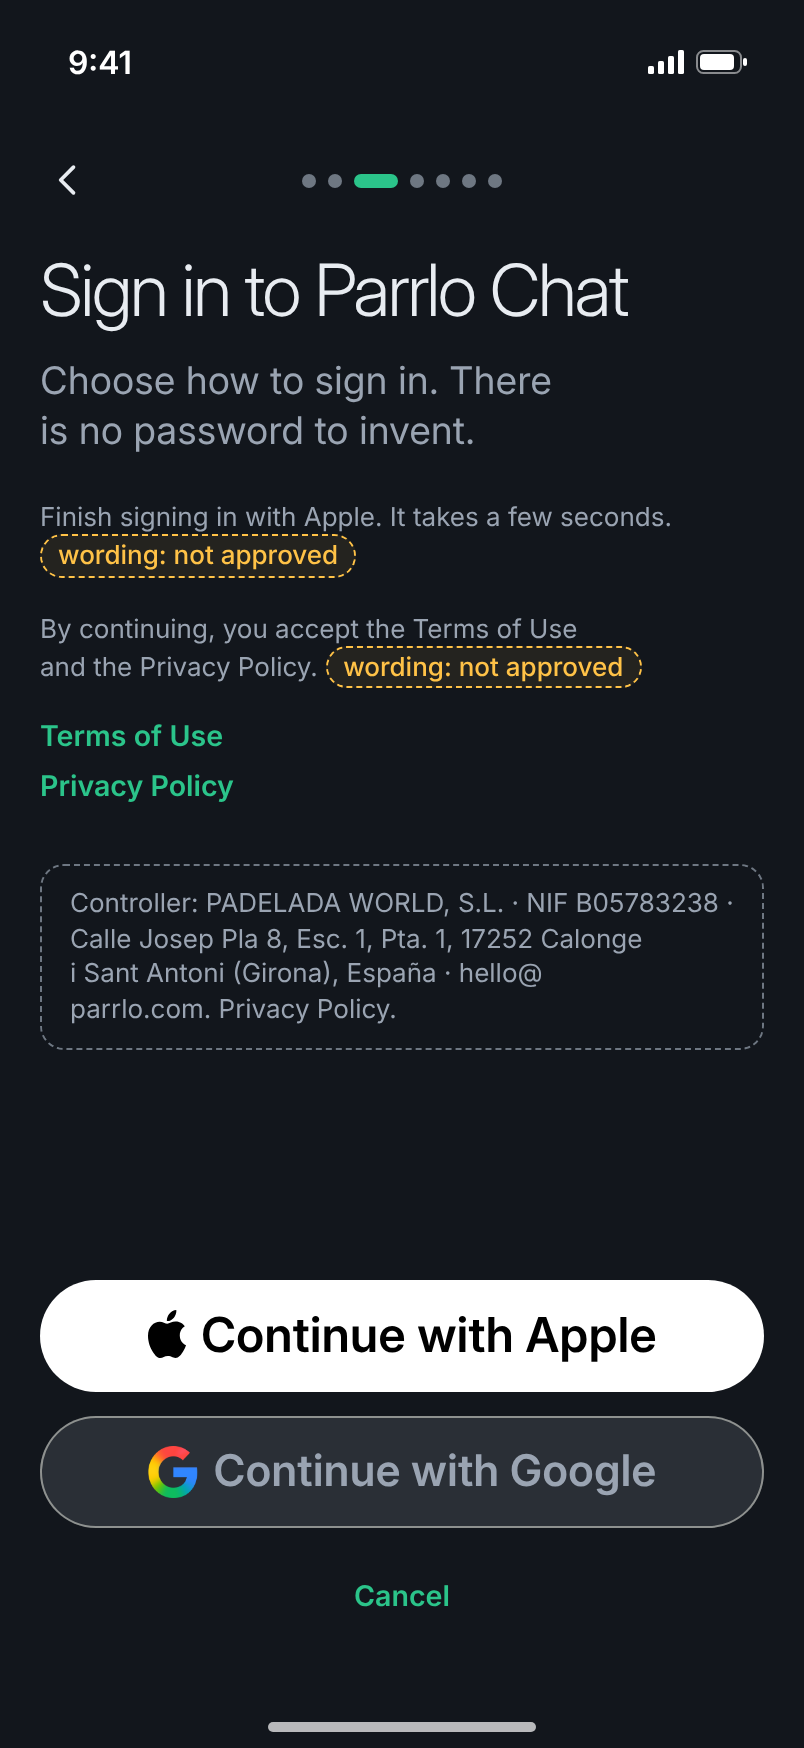 9:41
Sign in to Parrlo Chat
Choose how to sign in. There
is no password to invent.
Finish signing in with Apple. It takes a few seconds.
wording: not approved
By continuing, you accept the Terms of Use
and the Privacy Policy. wording: not approved
Terms of Use
Privacy Policy
Controller: PADELADA WORLD, S.L. · NIF B05783238 ·
Calle Josep Pla 8, Esc. 1, Pta. 1, 17252 Calonge
i Sant Antoni (Girona), España · hello@
parrlo.com. Privacy Policy.
Continue with Apple
Continue with Google
Cancel